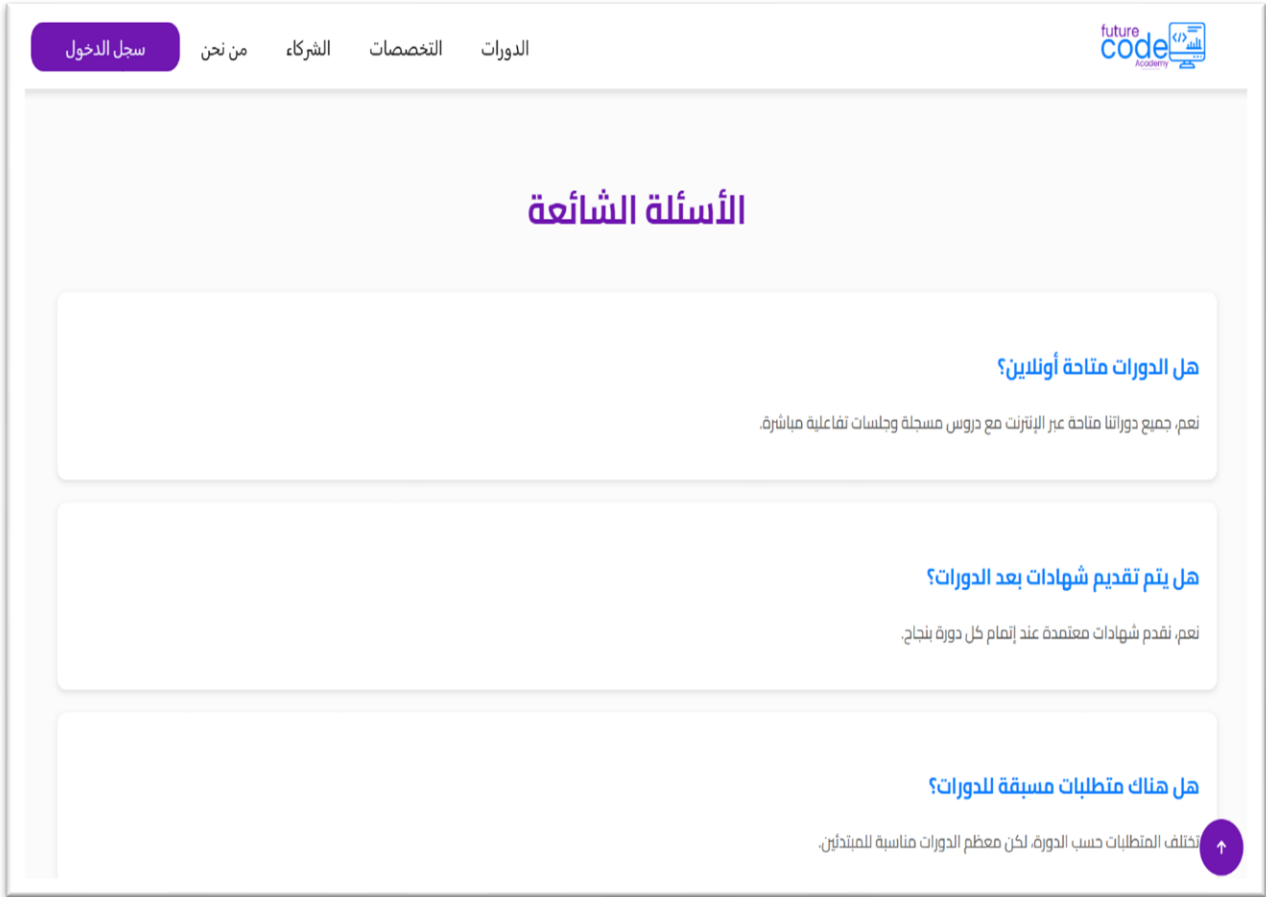 future
code
Academy
الدورات
التخصصات
الشركاء
من نحن
سجل الدخول
الأسئلة الشائعة
هل الدورات متاحة أونلاين؟
نعم، جميع دوراتنا متاحة عبر الإنترنت مع دروس مسجلة وجلسات تفاعلية مباشرة.
هل يتم تقديم شهادات بعد الدورات؟
نعم، نقدم شهادات معتمدة عند إتمام كل دورة بنجاح.
هل هناك متطلبات مسبقة للدورات؟
تختلف المتطلبات حسب الدورة، لكن معظم الدورات مناسبة للمبتدئين.